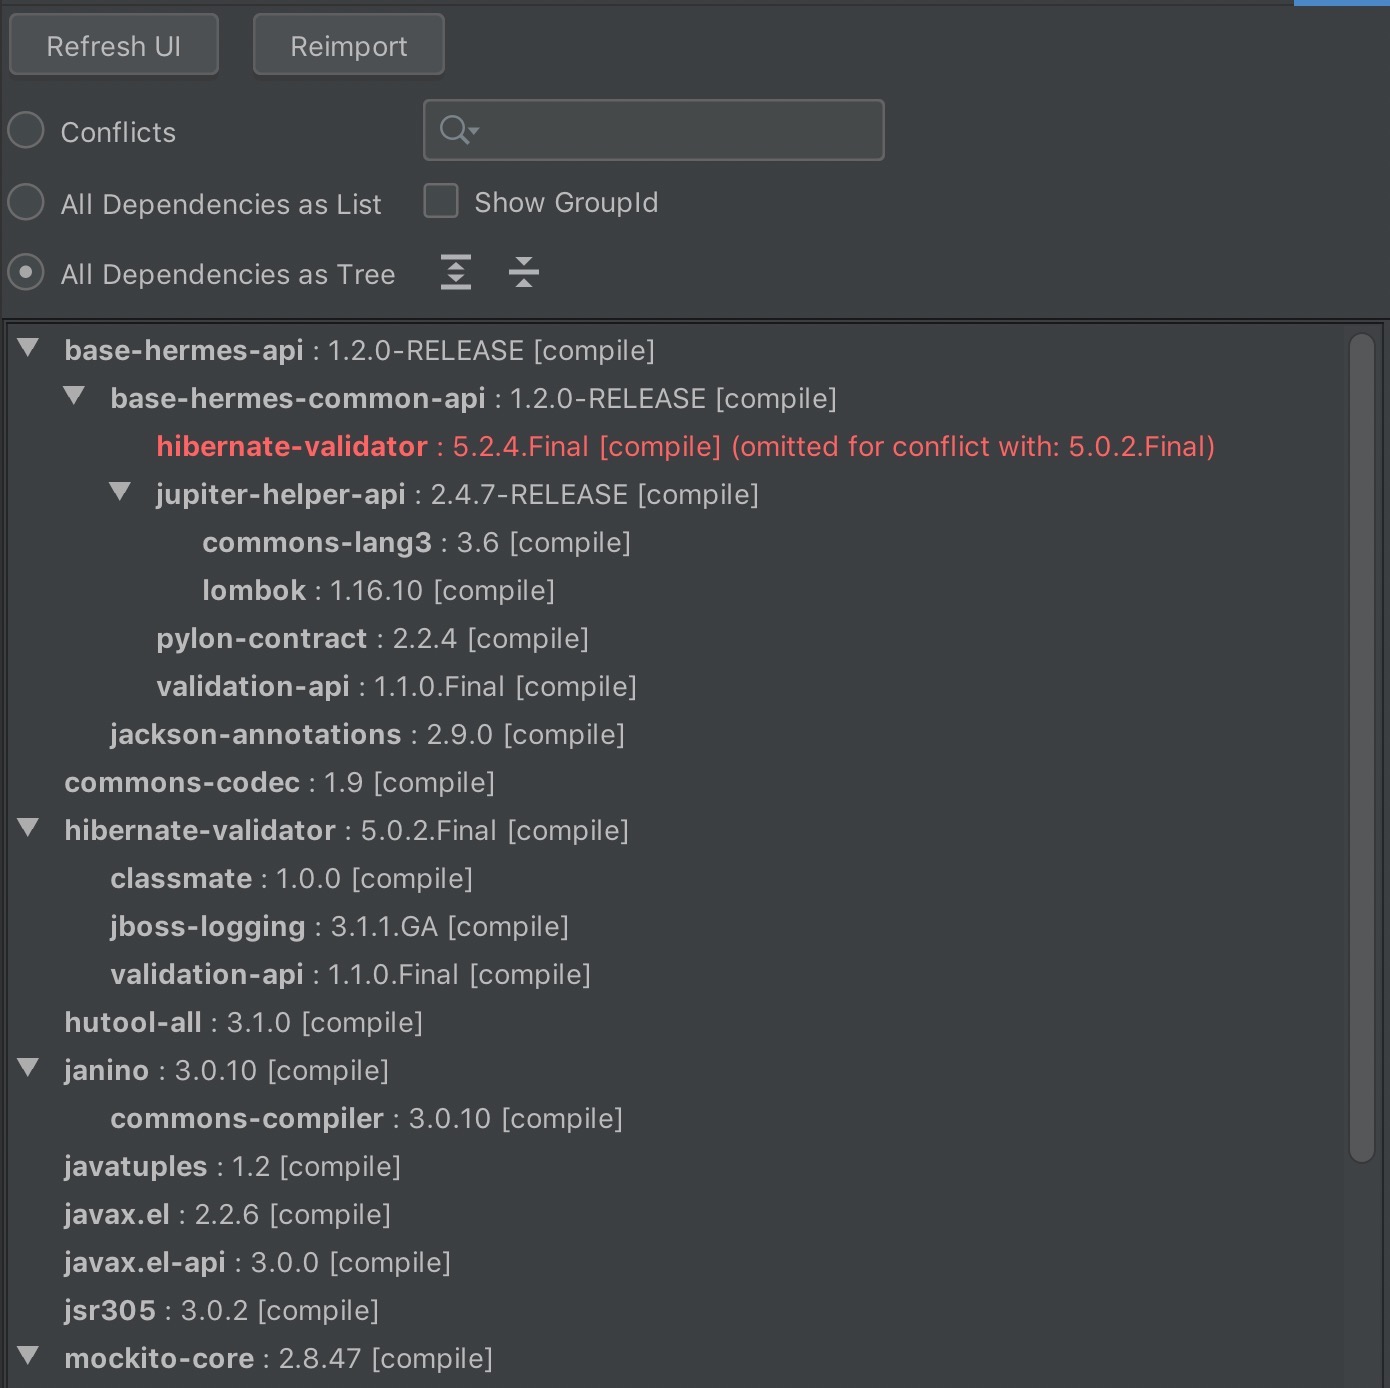 Refresh UI
Reimport
Conflicts
All Dependencies as List
Show GroupId
All Dependencies as Tree
base-hermes-api : 1.2.0-RELEASE [compile]
base-hermes-common-api : 1.2.0-RELEASE [compile]
hibernate-validator : 5.2.4.Final [compile] (omitted for conflict with: 5.0.2.Final)
jupiter-helper-api : 2.4.7-RELEASE [compile]
commons-lang3 : 3.6 [compile]
lombok : 1.16.10 [compile]
pylon-contract : 2.2.4 [compile]
validation-api : 1.1.0.Final [compile]
jackson-annotations : 2.9.0 [compile]
commons-codec : 1.9 [compile]
hibernate-validator : 5.0.2.Final [compile]
classmate : 1.0.0 [compile]
jboss-logging : 3.1.1.GA [compile]
validation-api : 1.1.0.Final [compile]
hutool-all : 3.1.0 [compile]
janino : 3.0.10 [compile]
commons-compiler : 3.0.10 [compile]
javatuples : 1.2 [compile]
javax.el : 2.2.6 [compile]
javax.el-api : 3.0.0 [compile]
jsr305 : 3.0.2 [compile]
mockito-core : 2.8.47 [compile]